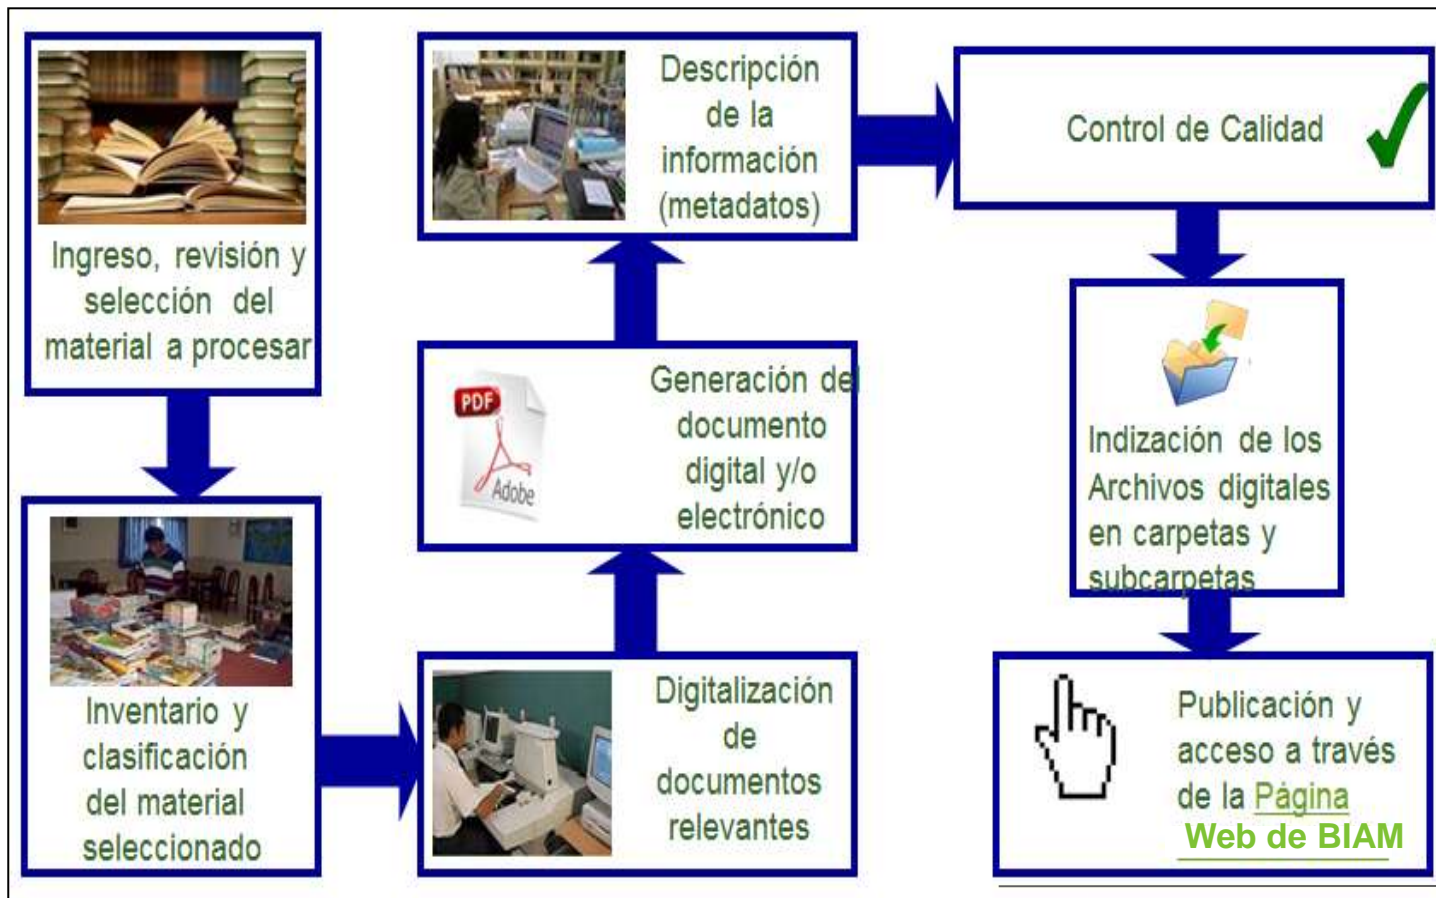 Ingreso, revisión y
selección del
material a procesar
Inventario y
clasificación
del material
seleccionado
Digitalización
de
documentos
relevantes
PDF
Adobe
Generación del
documento
digital y/o
electrónico
Descripción
de la
información
(metadatos)
Control de Calidad
Indización de los
Archivos digitales
en carpetas y
subcarpetas
Publicación y
acceso a través
de la Página
Web de BIAM